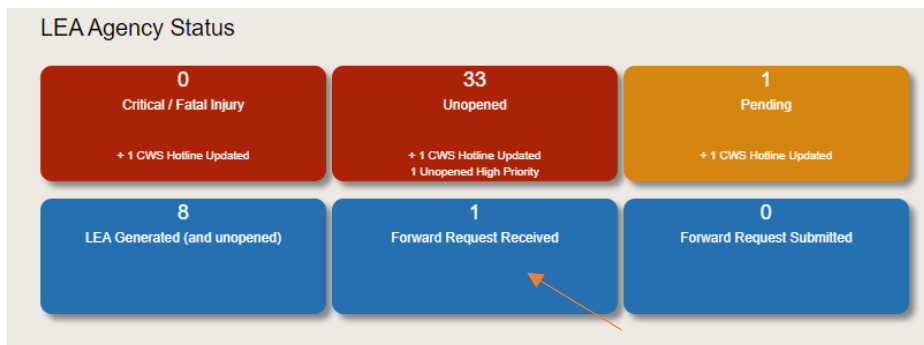 LEA Agency Status
0
Critical / Fatal Injury
+ 1 CWS Hotline Updated
33
Unopened
+ 1 CWS Hotline Updated
1 Unopened High Priority
1
Pending
+ 1 CWS Hotline Updated
8
LEA Generated (and unopened)
1
Forward Request Received
0
Forward Request Submitted